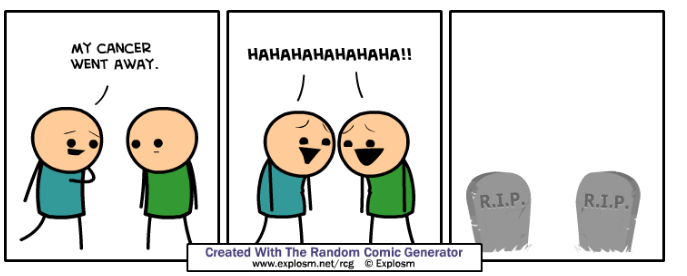 MY CANCER
WENT AWAY.
HAHAHAHAHAHAHA!!
R.I.P.
R.I.P.
Created With The Random Comic Generator
www.explosm.net/rcg © Explosm